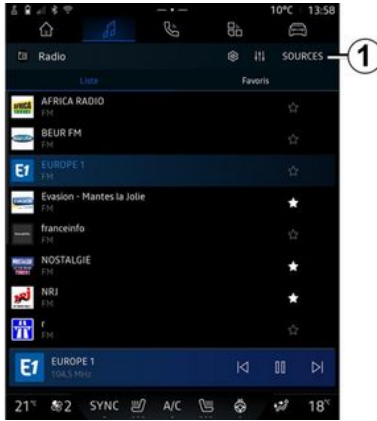 10°C 13:58
Radio SOURCES
1
Liste Favoris
AFRICA RADIO
FM
BEUR FM
FM
E1 EUROPE 1
FM
Evasion - Mantes la Jolie
FM
franceinfo
FM
NOSTALGIE
FM
NRJ
FM
r
FM
E1 EUROPE 1
104,5 MHz
21°C 2 SYNC A/C 18°C